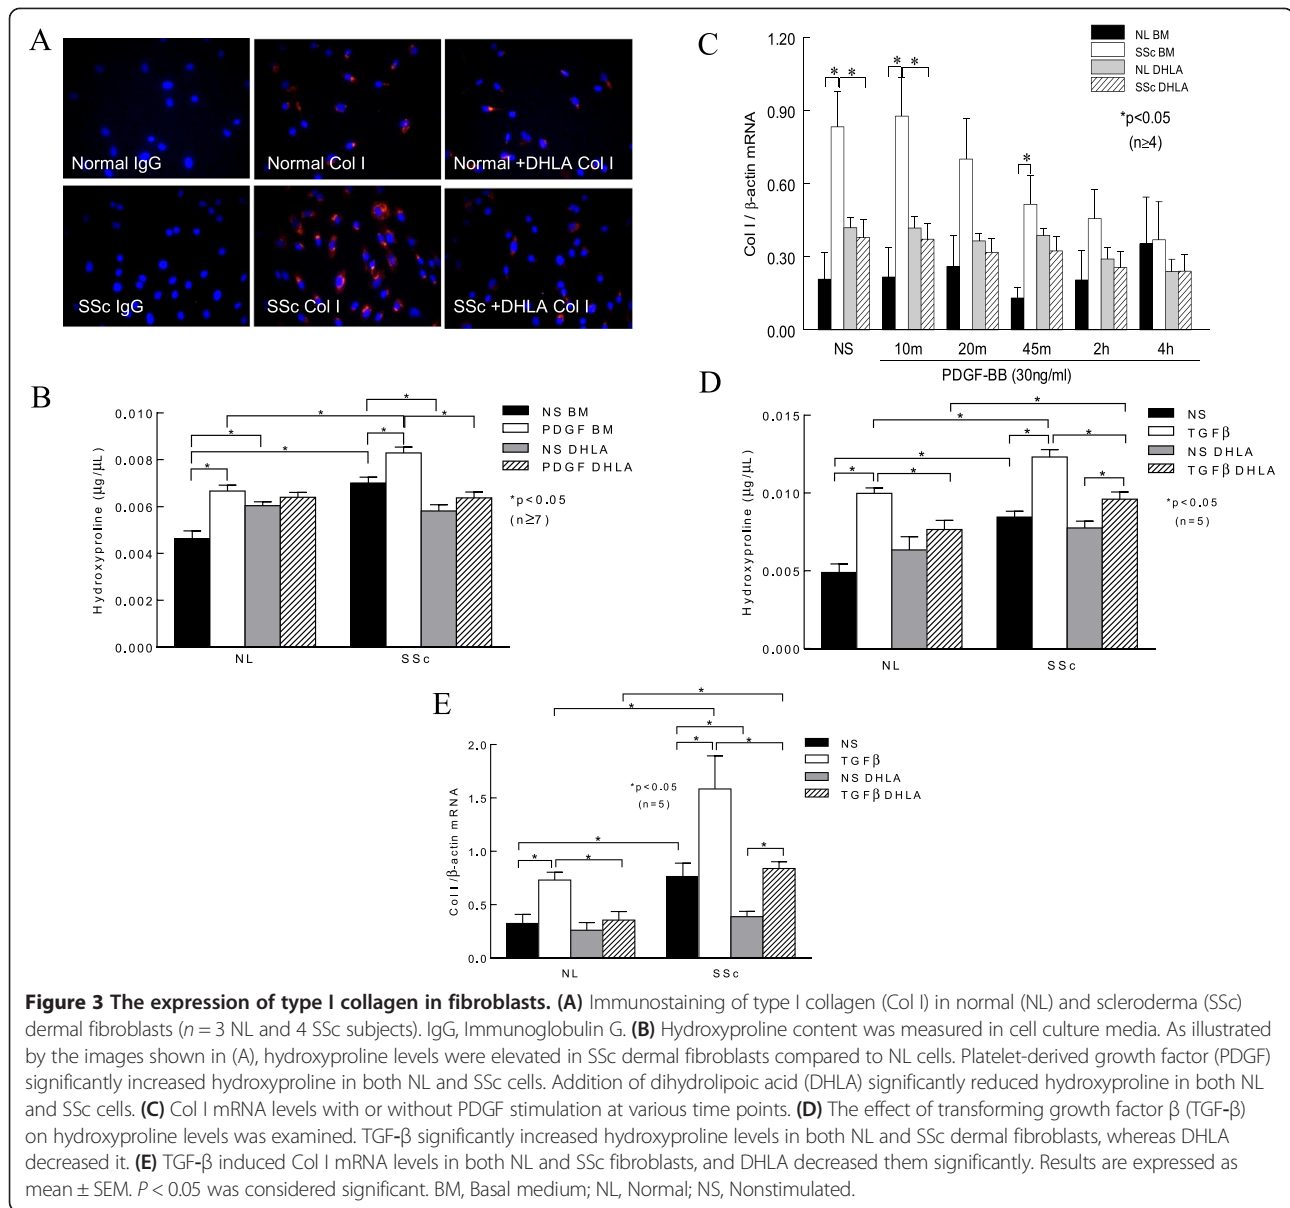 A
Normal IgG
Normal Col I
Normal +DHLA Col I
SSc IgG
SSc Col I
SSc +DHLA Col I
C
Col I / β-actin mRNA
1.20
0.90
0.60
0.30
0.00
* *
* *
*
NL BM
SSc BM
NL DHLA
SSc DHLA
*p<0.05
(n≥4)
NS 10m 20m 45m 2h 4h
PDGF-BB (30ng/ml)
B
Hydroxyproline (µg/µL)
0.010
0.008
0.006
0.004
0.002
0.000
*
*
*
*
*
*
*
NS BM
PDGF BM
NS DHLA
PDGF DHLA
*p<0.05
(n≥7)
NL SSc
D
Hydroxyproline (µg/µL)
0.015
0.010
0.005
0.000
*
*
*
*
*
*
*
*
NS
TGFβ
NS DHLA
TGFβ DHLA
*p<0.05
(n=5)
NL SSc
E
Col I/β-actin mRNA
2.0
1.5
1.0
0.5
0.0
*
*
*
*
*
*
*
*
*
*p<0.05
(n=5)
NS
TGFβ
NS DHLA
TGFβ DHLA
NL SSc
Figure 3 The expression of type I collagen in fibroblasts. (A) Immunostaining of type I collagen (Col I) in normal (NL) and scleroderma (SSc)
dermal fibroblasts (n = 3 NL and 4 SSc subjects). IgG, Immunoglobulin G. (B) Hydroxyproline content was measured in cell culture media. As illustrated
by the images shown in (A), hydroxyproline levels were elevated in SSc dermal fibroblasts compared to NL cells. Platelet-derived growth factor (PDGF)
significantly increased hydroxyproline in both NL and SSc cells. Addition of dihydrolipoic acid (DHLA) significantly reduced hydroxyproline in both NL
and SSc cells. (C) Col I mRNA levels with or without PDGF stimulation at various time points. (D) The effect of transforming growth factor β (TGF-β)
on hydroxyproline levels was examined. TGF-β significantly increased hydroxyproline levels in both NL and SSc dermal fibroblasts, whereas DHLA
decreased it. (E) TGF-β induced Col I mRNA levels in both NL and SSc fibroblasts, and DHLA decreased them significantly. Results are expressed as
mean ± SEM. P < 0.05 was considered significant. BM, Basal medium; NL, Normal; NS, Nonstimulated.